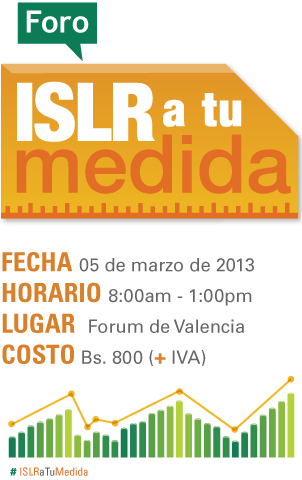 Foro
ISLR a tu
medida
FECHA 05 de marzo de 2013
HORARIO 8:00am - 1:00pm
LUGAR Forum de Valencia
COSTO Bs. 800 (+ IVA)
# ISLRaTuMedida